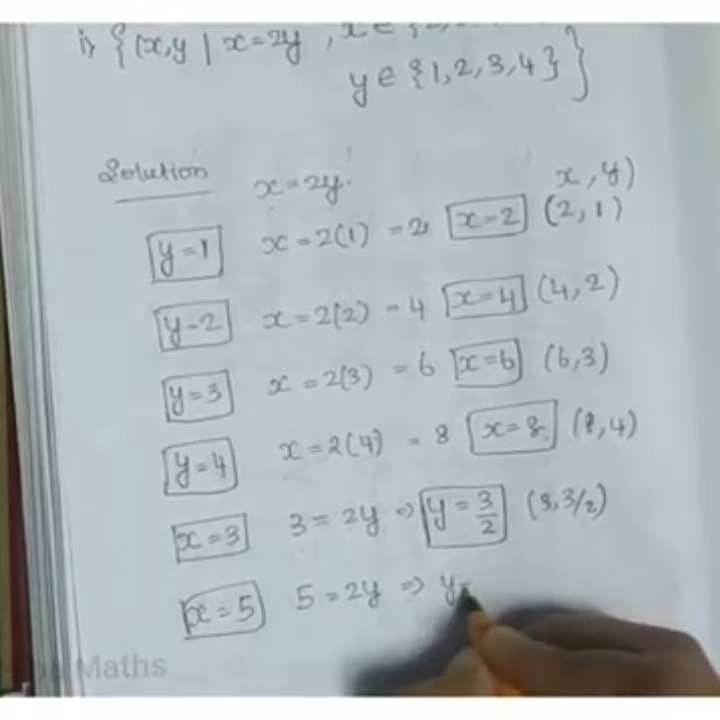 i) { (x,y | x=2y , x ∈ {2,
y ∈ {1,2,3,4} }
Solution x=2y. x,y)
y=1 x=2(1) =2 x=2 (2,1)
y=2 x=2(2) =4 x=4 (4,2)
y=3 x=2(3) =6 x=6 (6,3)
y=4 x=2(4) =8 x=8 (8,4)
x=3 3=2y ⇒ y=3/2 (3,3/2)
x=5 5=2y ⇒ y=
Maths